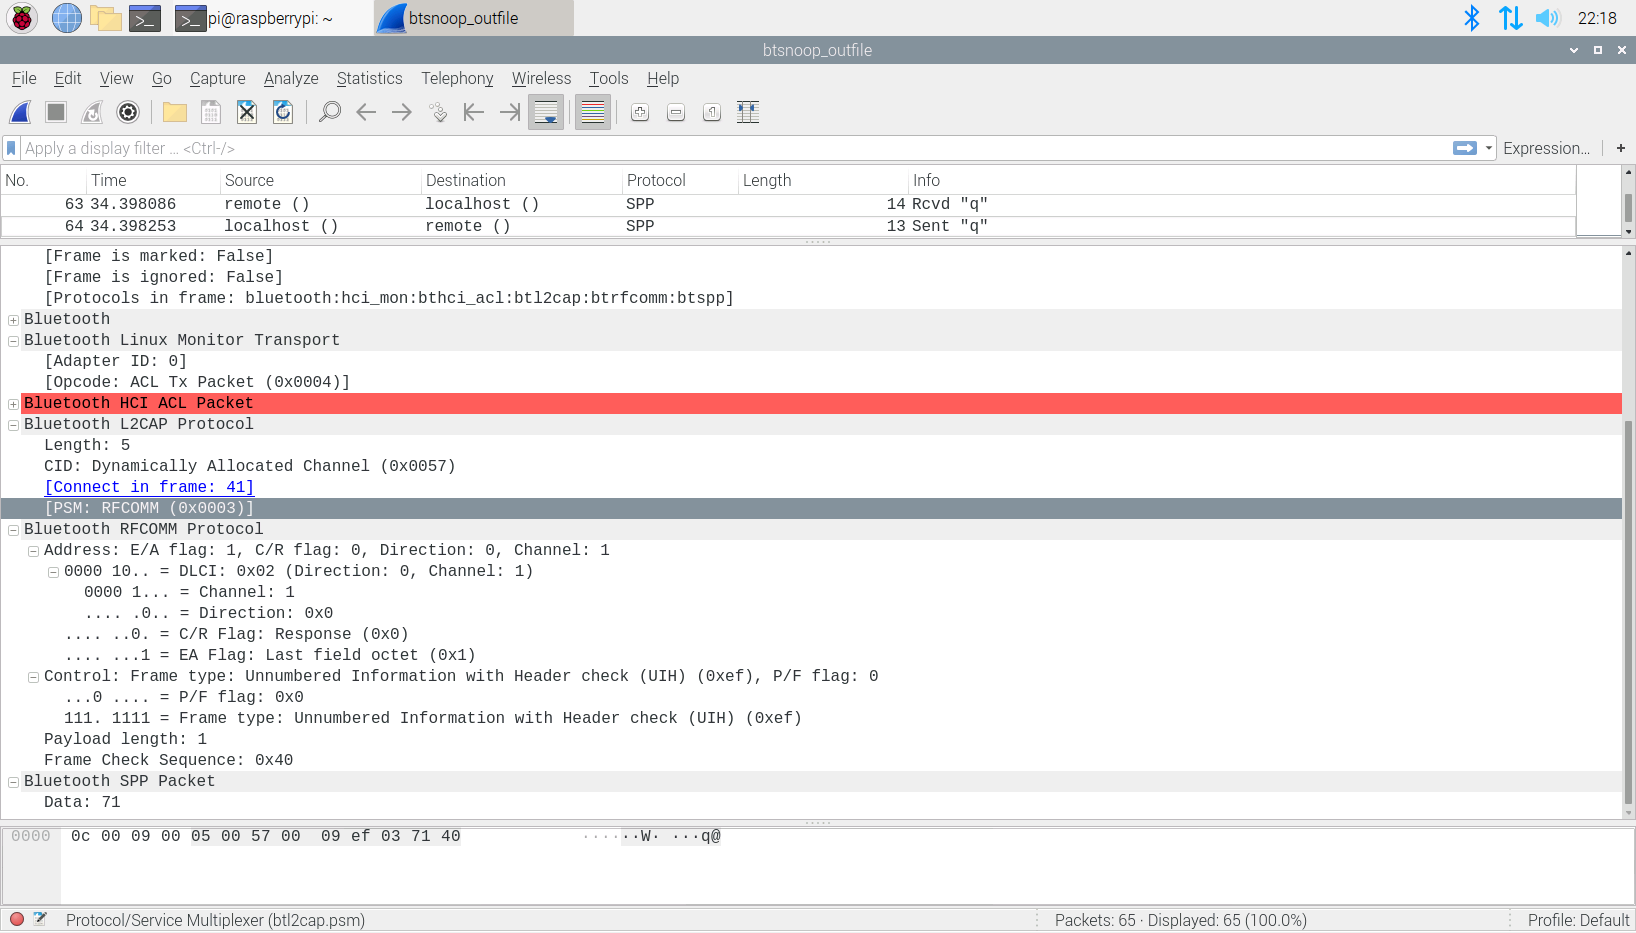 pi@raspberrypi: ~
btsnoop_outfile
22:18
btsnoop_outfile
File Edit View Go Capture Analyze Statistics Telephony Wireless Tools Help
Apply a display filter ... <Ctrl-/>
Expression... +
No. Time Source Destination Protocol Length Info
63 34.398086 remote () localhost () SPP 14 Rcvd "q"
64 34.398253 localhost () remote () SPP 13 Sent "q"
[Frame is marked: False]
[Frame is ignored: False]
[Protocols in frame: bluetooth:hci_mon:bthci_acl:btl2cap:btrfcomm:btspp]
Bluetooth
Bluetooth Linux Monitor Transport
[Adapter ID: 0]
[Opcode: ACL Tx Packet (0x0004)]
Bluetooth HCI ACL Packet
Bluetooth L2CAP Protocol
Length: 5
CID: Dynamically Allocated Channel (0x0057)
[Connect in frame: 41]
[PSM: RFCOMM (0x0003)]
Bluetooth RFCOMM Protocol
Address: E/A flag: 1, C/R flag: 0, Direction: 0, Channel: 1
0000 10.. = DLCI: 0x02 (Direction: 0, Channel: 1)
0000 1... = Channel: 1
.... .0.. = Direction: 0x0
.... ..0. = C/R Flag: Response (0x0)
.... ...1 = EA Flag: Last field octet (0x1)
Control: Frame type: Unnumbered Information with Header check (UIH) (0xef), P/F flag: 0
...0 .... = P/F flag: 0x0
111. 1111 = Frame type: Unnumbered Information with Header check (UIH) (0xef)
Payload length: 1
Frame Check Sequence: 0x40
Bluetooth SPP Packet
Data: 71
0000 0c 00 09 00 05 00 57 00 09 ef 03 71 40 ······W· ···q@
Protocol/Service Multiplexer (btl2cap.psm)
Packets: 65 · Displayed: 65 (100.0%)
Profile: Default